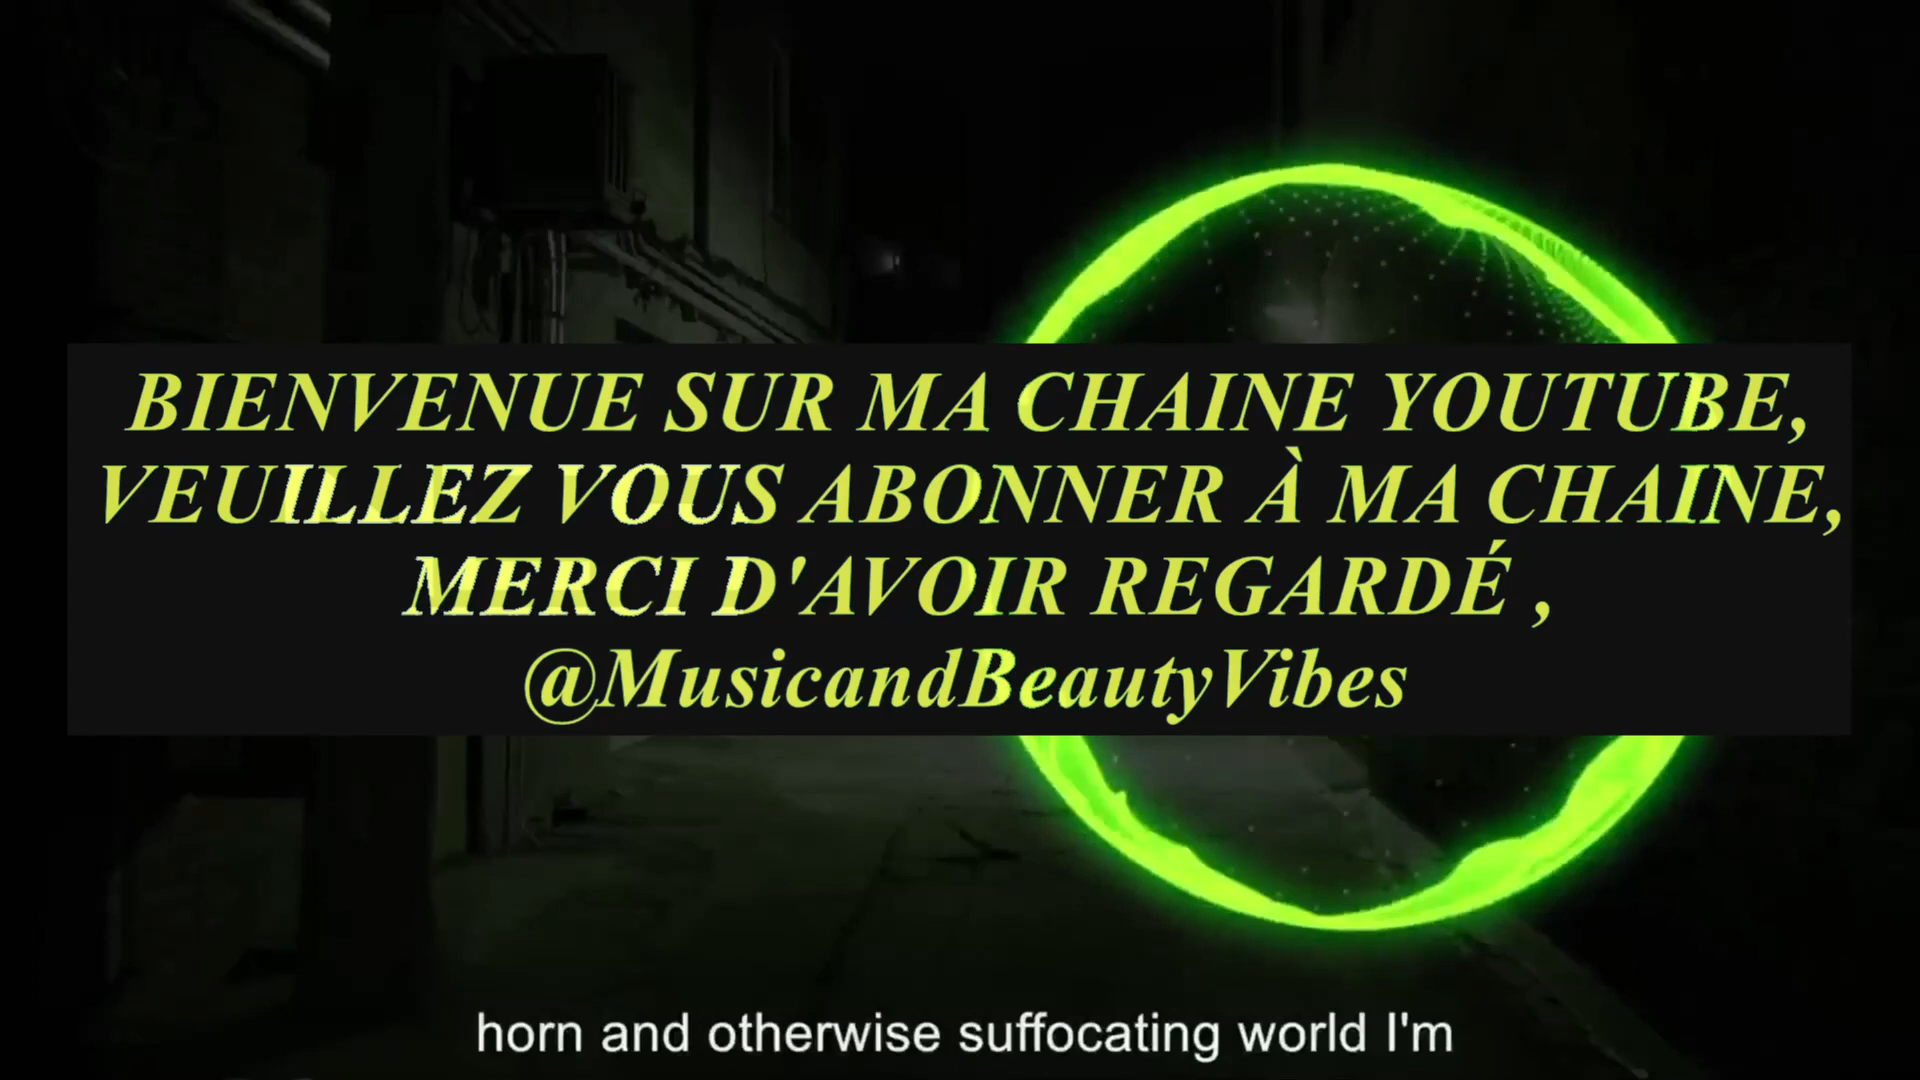 BIENVENUE SUR MA CHAINE YOUTUBE,
VEUILLEZ VOUS ABONNER À MA CHAINE,
MERCI D'AVOIR REGARDÉ ,
@MusicandBeautyVibes
horn and otherwise suffocating world I'm